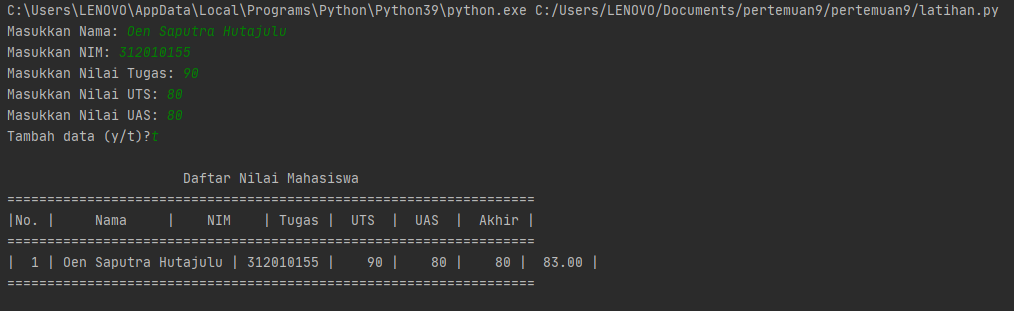 C:\Users\LENOVO\AppData\Local\Programs\Python\Python39\python.exe C:/Users/LENOVO/Documents/pertemuan9/pertemuan9/latihan.py
Masukkan Nama: Oen Saputra Hutajulu
Masukkan NIM: 312010155
Masukkan Nilai Tugas: 90
Masukkan Nilai UTS: 80
Masukkan Nilai UAS: 80
Tambah data (y/t)?t
                      Daftar Nilai Mahasiswa
==================================================================
|No. |     Nama     |    NIM    | Tugas |  UTS  |  UAS  |  Akhir |
==================================================================
|  1 | Oen Saputra Hutajulu | 312010155 |    90 |    80 |    80 |  83.00 |
==================================================================